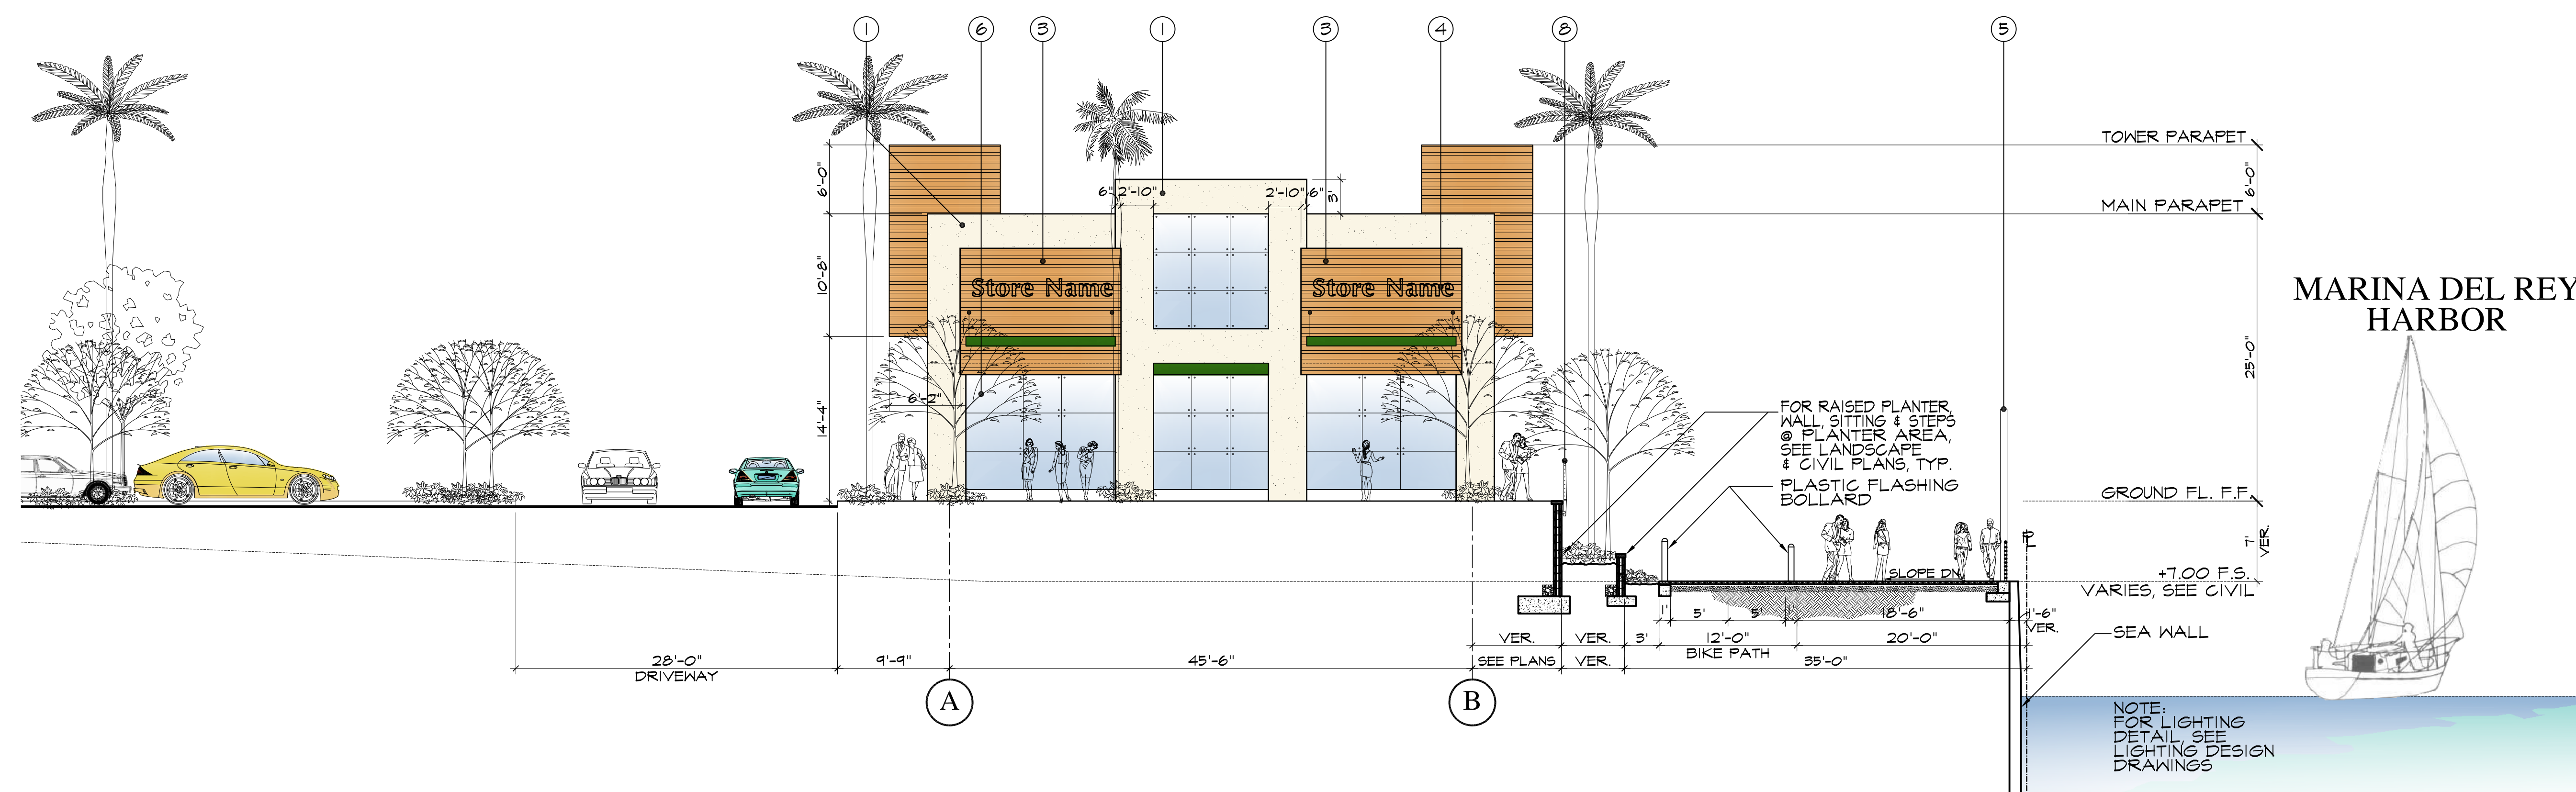 1 6 3 1 3 4 8 5
TOWER PARAPET
6'-0"
6'-0"
6" 2'-10"
2'-10" 6"
3'
MAIN PARAPET
10'-8"
Store Name
Store Name
MARINA DEL REY
HARBOR
25'-0"
14'-4"
6'-2"
FOR RAISED PLANTER,
WALL, SITTING & STEPS
@ PLANTER AREA,
SEE LANDSCAPE
& CIVIL PLANS, TYP.
PLASTIC FLASHING
BOLLARD
GROUND FL. F.F.
7'
VER.
PL
SLOPE DN.
+7.00 F.S.
VARIES, SEE CIVIL
1' 5' 5' 1' 18'-6" 1'-6"
VER.
VER. VER. 3' 12'-0" 20'-0"
BIKE PATH
SEA WALL
28'-0" 9'-9" 45'-6" SEE PLANS VER. 35'-0"
DRIVEWAY
A B
NOTE:
FOR LIGHTING
DETAIL, SEE
LIGHTING DESIGN
DRAWINGS